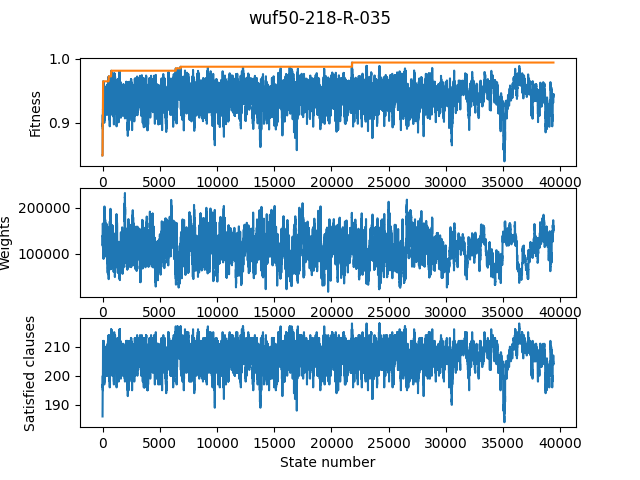 wuf50-218-R-035
1.0
0.9
Fitness
0 5000 10000 15000 20000 25000 30000 35000 40000
200000
100000
Weights
0 5000 10000 15000 20000 25000 30000 35000 40000
210
200
190
Satisfied clauses
0 5000 10000 15000 20000 25000 30000 35000 40000
State number